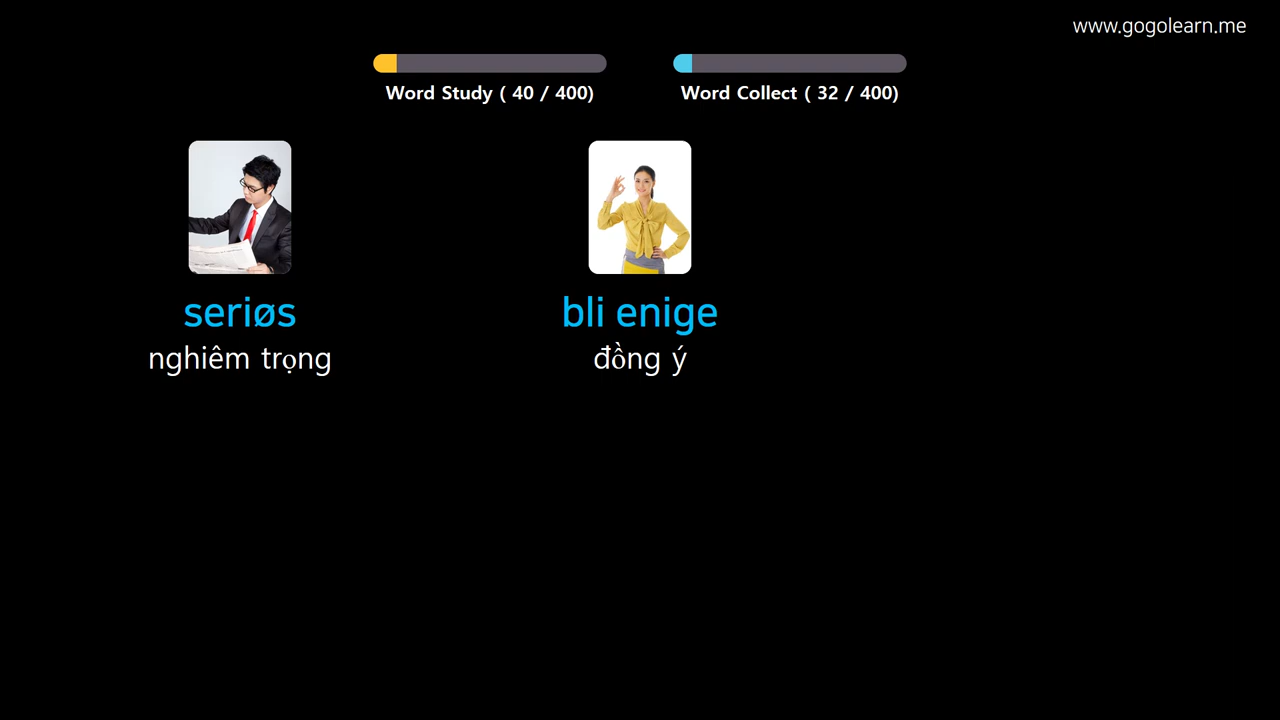 www.gogolearn.me
Word Study ( 40 / 400)
Word Collect ( 32 / 400)
seriøs
nghiêm trọng
bli enige
đồng ý